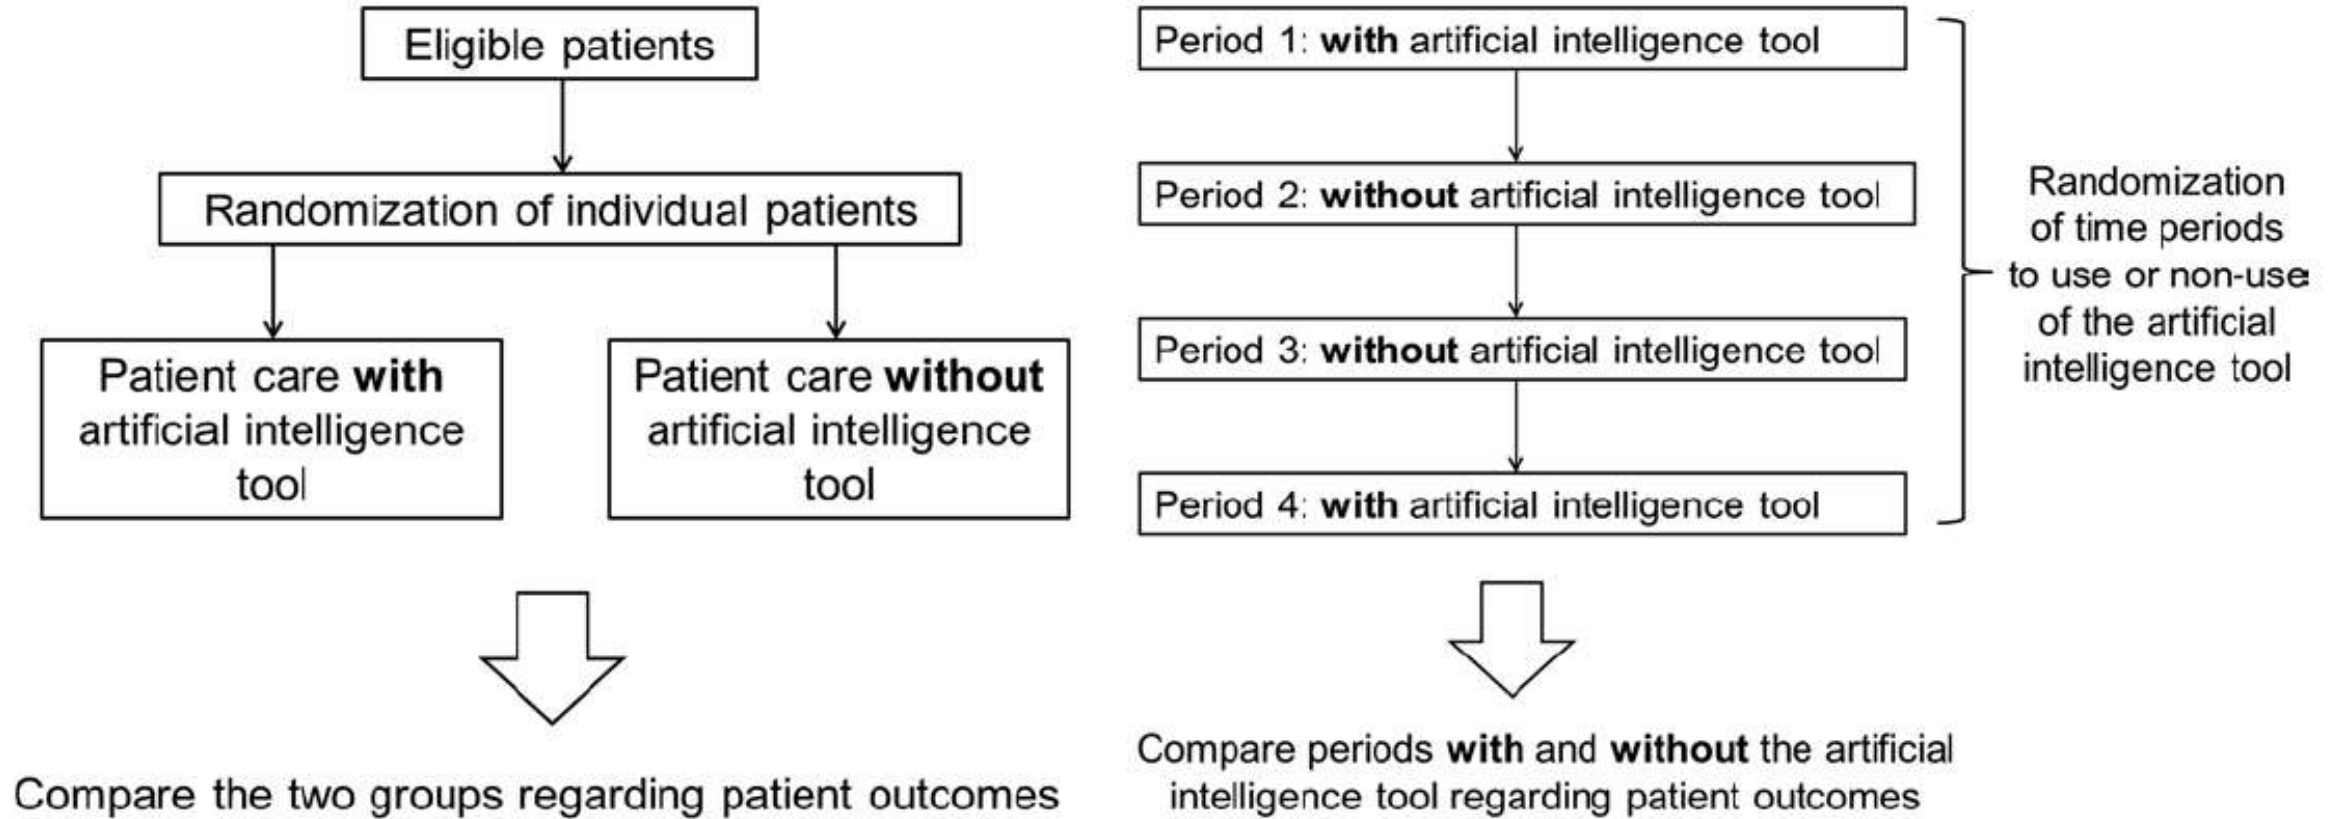 Eligible patients
Randomization of individual patients
Patient care with
artificial intelligence
tool
Patient care without
artificial intelligence
tool
Compare the two groups regarding patient outcomes
Period 1: with artificial intelligence tool
Period 2: without artificial intelligence tool
Period 3: without artificial intelligence tool
Period 4: with artificial intelligence tool
Randomization
of time periods
to use or non-use
of the artificial
intelligence tool
Compare periods with and without the artificial
intelligence tool regarding patient outcomes